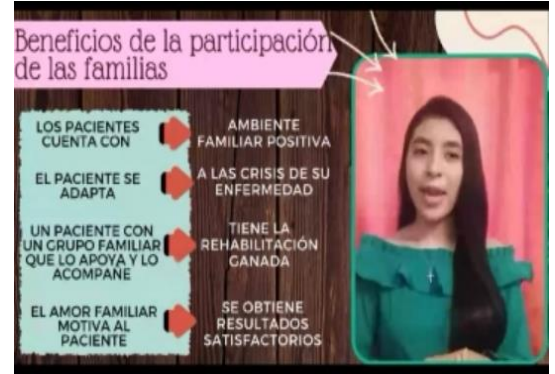 Beneficios de la participación
de las familias
LOS PACIENTES
CUENTA CON
AMBIENTE
FAMILIAR POSITIVA
EL PACIENTE SE
ADAPTA
A LAS CRISIS DE SU
ENFERMEDAD
UN PACIENTE CON
UN GRUPO FAMILIAR
QUE LO APOYA Y LO
ACOMPAÑE
TIENE LA
REHABILITACIÓN
GANADA
EL AMOR FAMILIAR
MOTIVA AL
PACIENTE
SE OBTIENE
RESULTADOS
SATISFACTORIOS